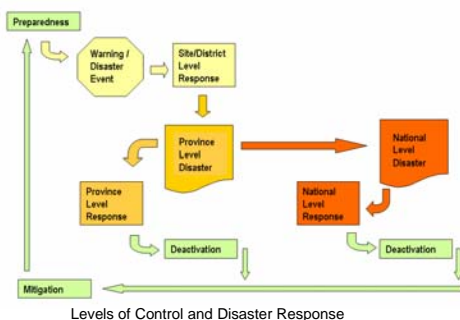 Preparedness
Warning /
Disaster
Event
Site/District
Level
Response
Province
Level
Disaster
National
Level
Disaster
Province
Level
Response
National
Level
Response
Deactivation
Deactivation
Mitigation
Levels of Control and Disaster Response